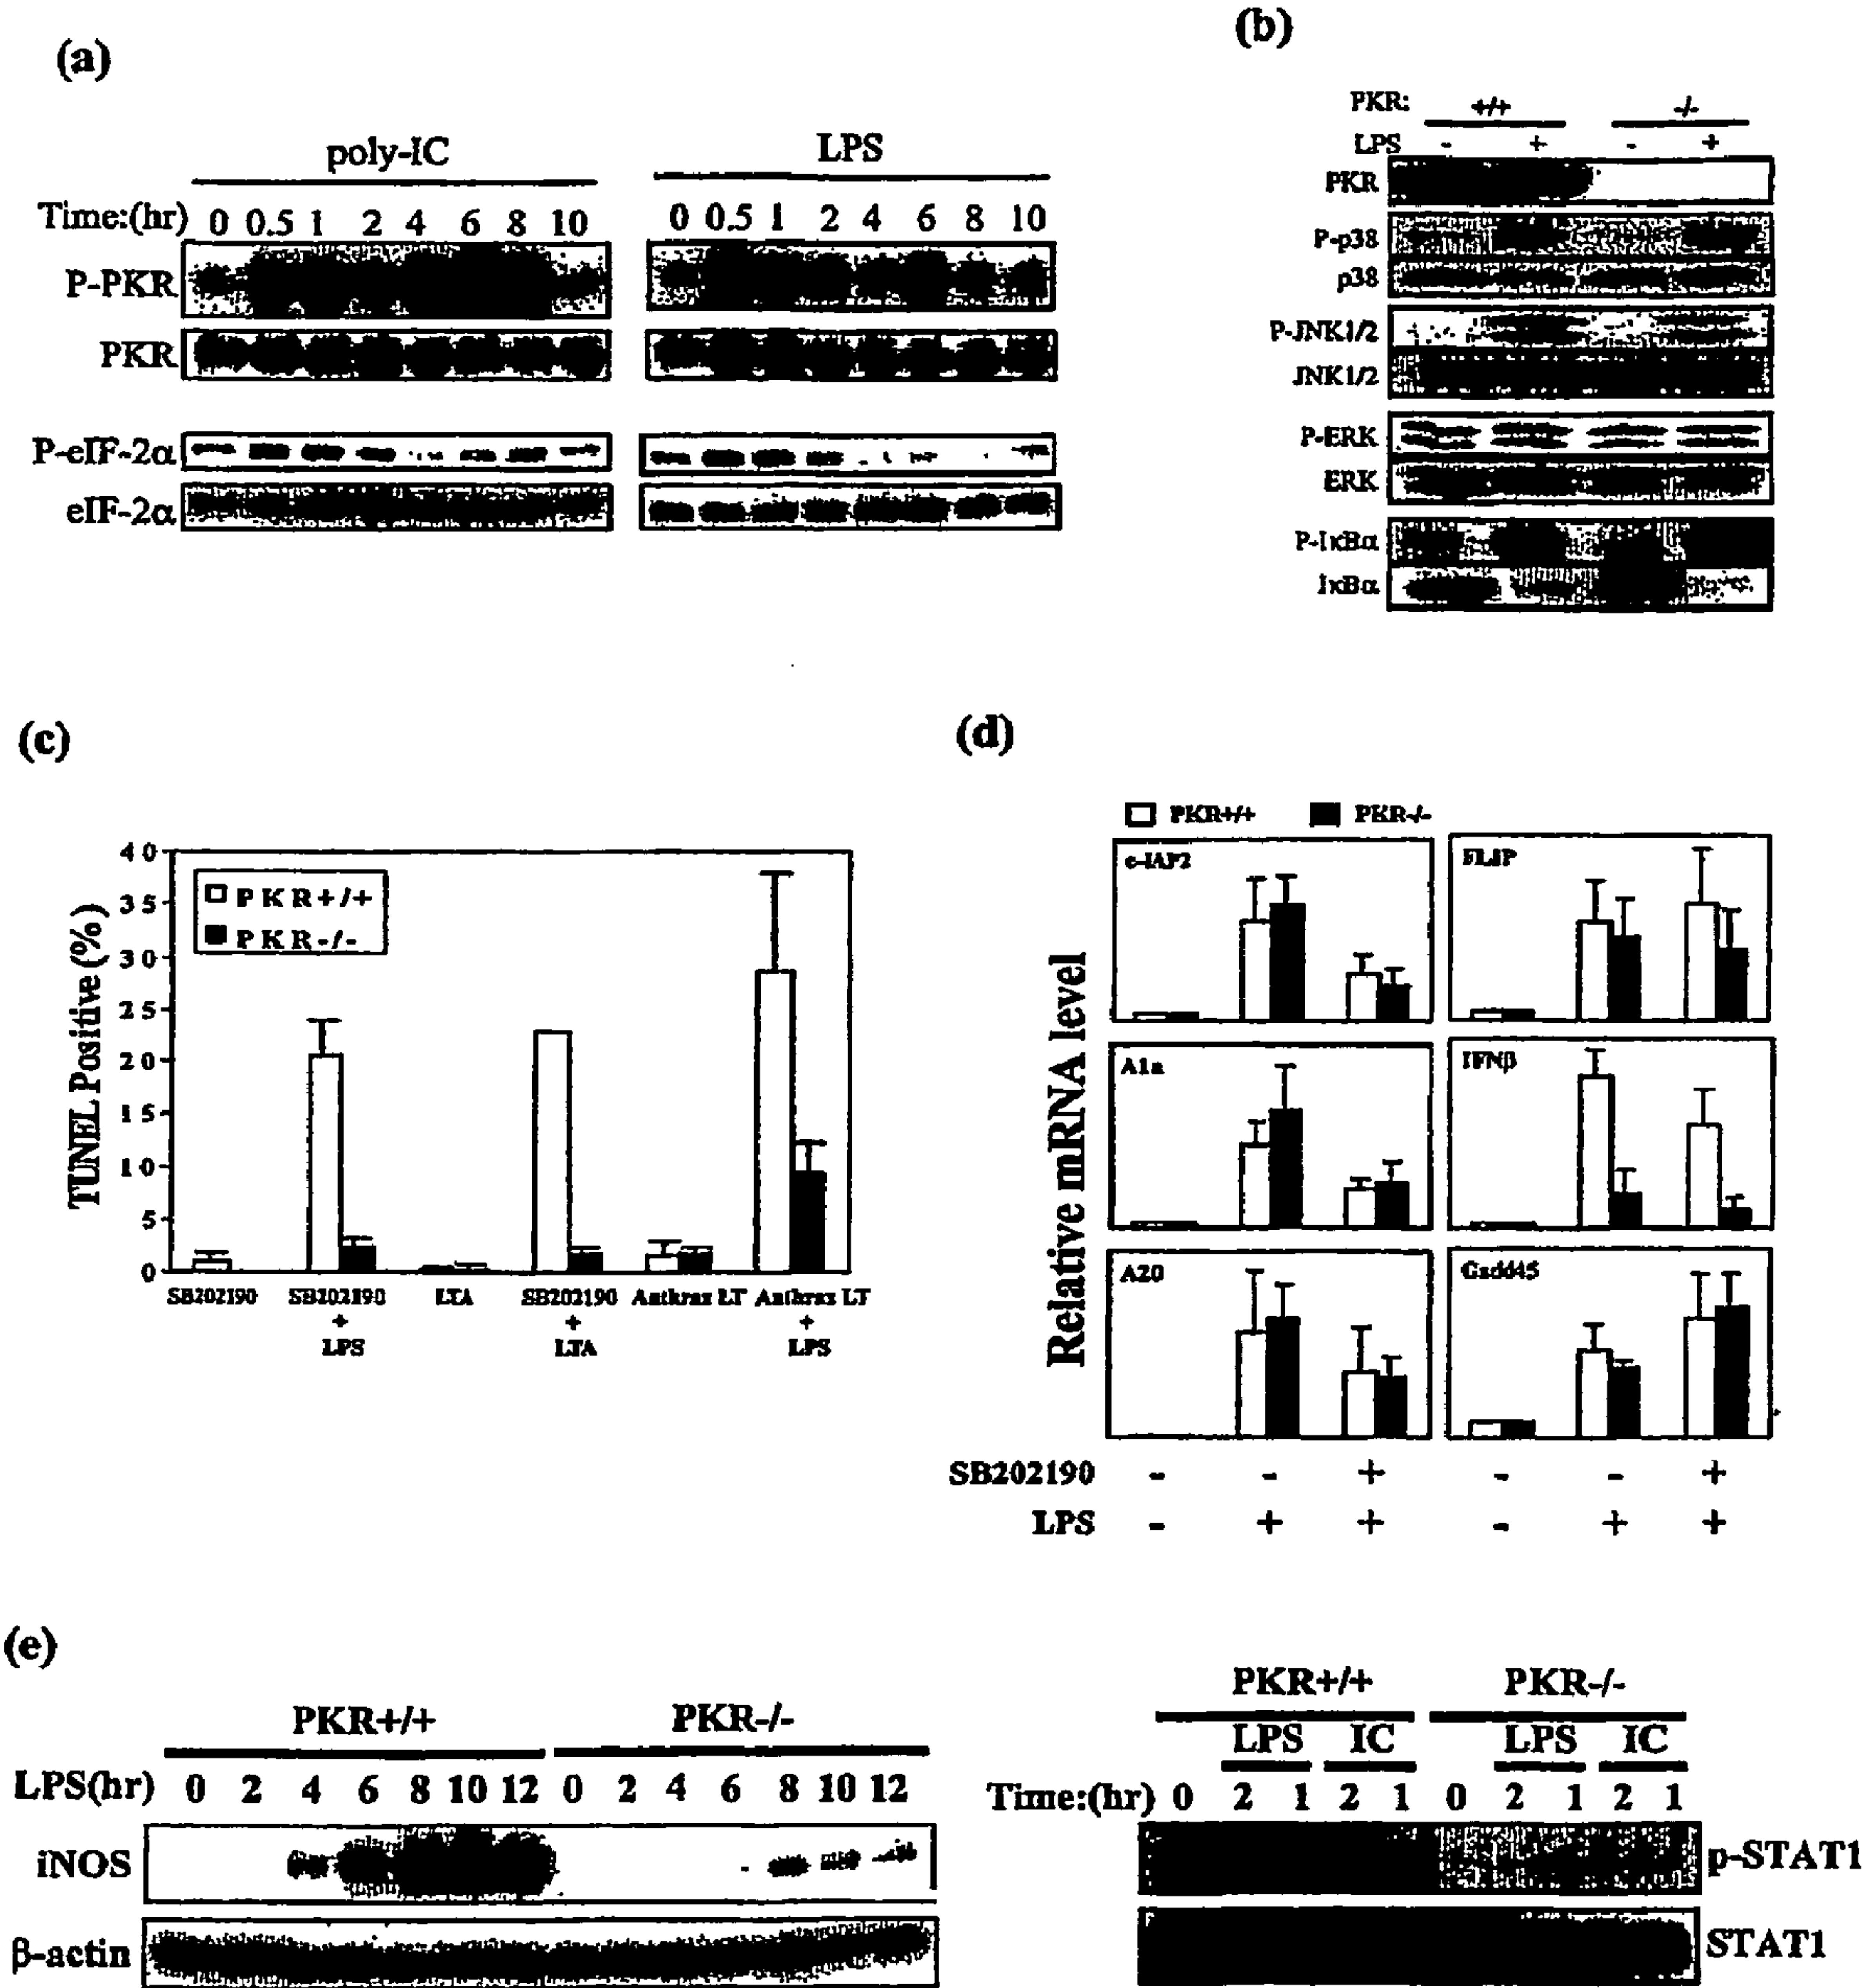 (a)
poly-IC
LPS
Time:(hr) 0 0.5 1 2 4 6 8 10
0 0.5 1 2 4 6 8 10
P-PKR
PKR
P-eIF-2α
eIF-2α
(b)
PKR: +/+ -/-
LPS - + - +
PKR
P-p38
p38
P-JNK1/2
JNK1/2
P-ERK
ERK
P-IκBα
IκBα
(c)
TUNEL Positive (%)
40
35
30
25
20
15
10
5
0
PKR+/+
PKR-/-
SB202190
SB202190 + LPS
LTA
SB202190 + LTA
Anthrax LT
Anthrax LT + LPS
(d)
PKR+/+ PKR-/-
Relative mRNA level
c-IAP2
FLIP
A1a
IFNβ
A20
Gadd45
SB202190 - - + - - +
LPS - + + - + +
(e)
PKR+/+ PKR-/-
LPS(hr) 0 2 4 6 8 10 12 0 2 4 6 8 10 12
iNOS
β-actin
PKR+/+ PKR-/-
LPS IC LPS IC
Time:(hr) 0 2 1 2 1 0 2 1 2 1
p-STAT1
STAT1